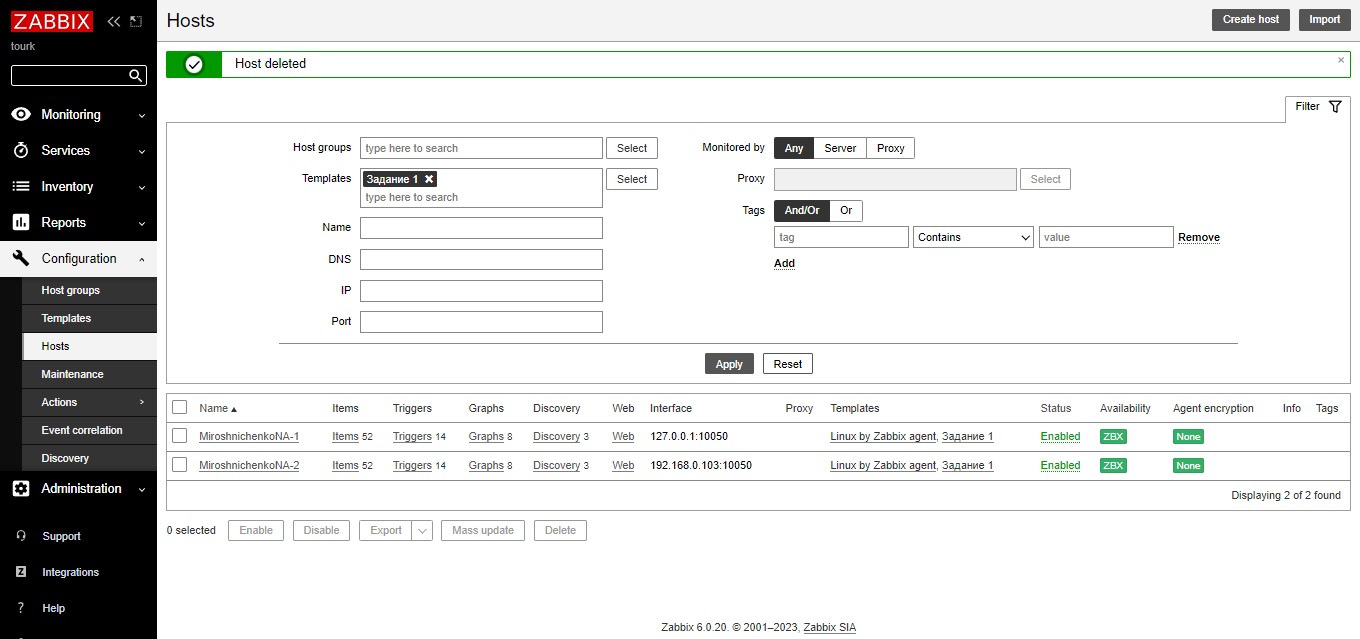 ZABBIX
tourk
Monitoring
Services
Inventory
Reports
Configuration
Host groups
Templates
Hosts
Maintenance
Actions
Event correlation
Discovery
Administration
Support
Integrations
Help
Hosts
Create host
Import
Host deleted
Filter
Host groups
type here to search
Select
Templates
Задание 1
type here to search
Select
Name
DNS
IP
Port
Monitored by
Any Server Proxy
Proxy
Select
Tags
And/Or Or
tag Contains value Remove
Add
Apply Reset
Name Items Triggers Graphs Discovery Web Interface Proxy Templates Status Availability Agent encryption Info Tags
MiroshnichenkoNA-1 Items 52 Triggers 14 Graphs 8 Discovery 3 Web 127.0.0.1:10050 Linux by Zabbix agent, Задание 1 Enabled ZBX None
MiroshnichenkoNA-2 Items 52 Triggers 14 Graphs 8 Discovery 3 Web 192.168.0.103:10050 Linux by Zabbix agent, Задание 1 Enabled ZBX None
Displaying 2 of 2 found
0 selected Enable Disable Export Mass update Delete
Zabbix 6.0.20. © 2001–2023, Zabbix SIA